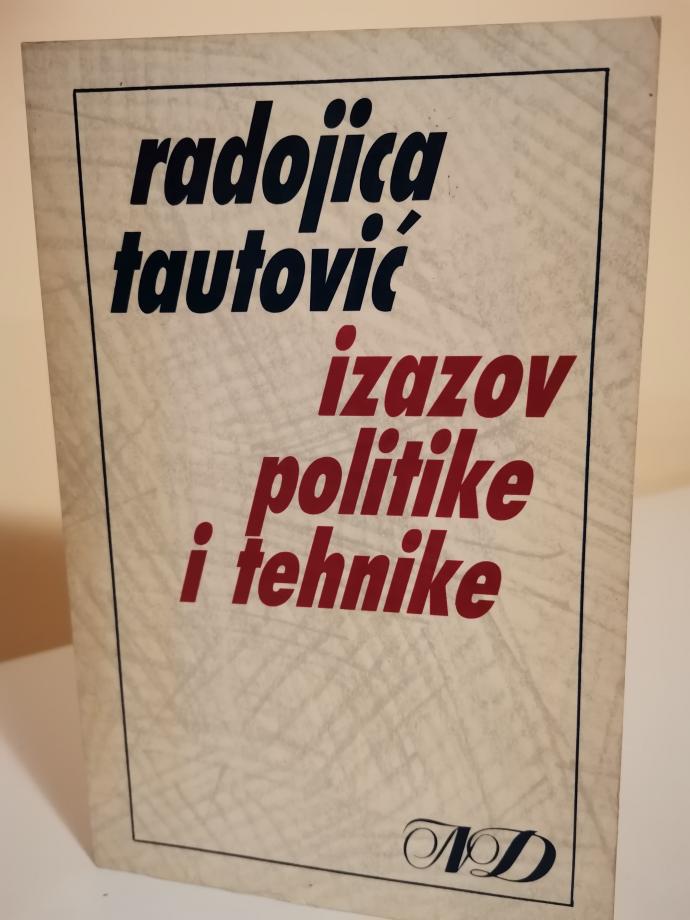 radojica
tautović
izazov
politike
i tehnike
ND